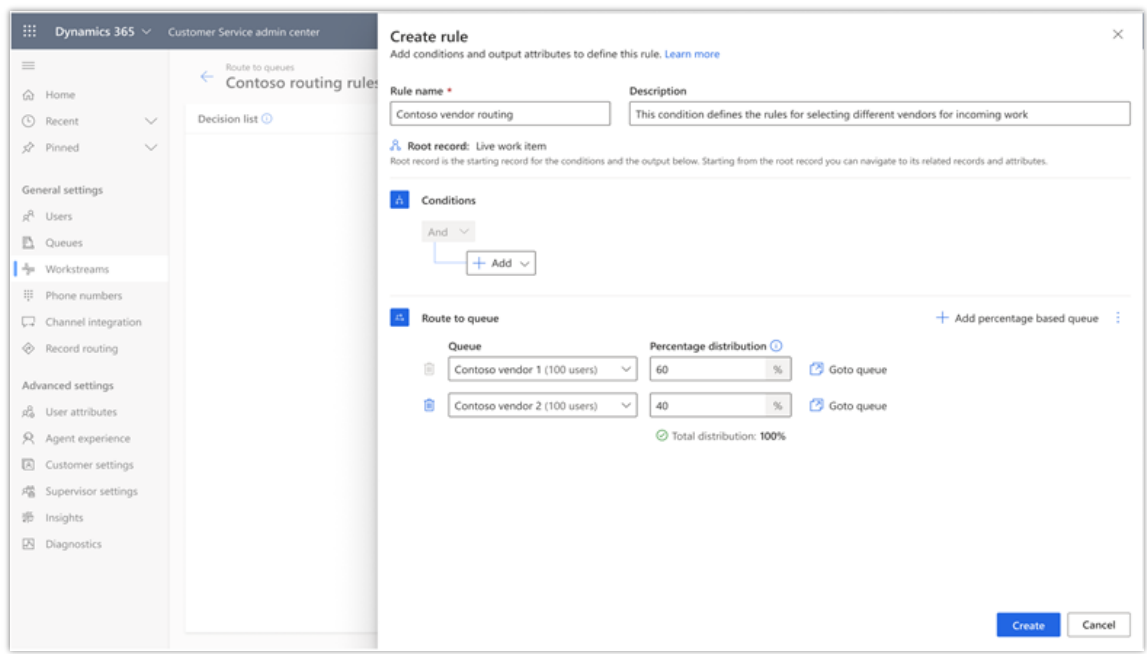 Dynamics 365
Customer Service admin center
Home
Recent
Pinned
General settings
Users
Queues
Workstreams
Phone numbers
Channel integration
Record routing
Advanced settings
User attributes
Agent experience
Customer settings
Supervisor settings
Insights
Diagnostics
Route to queues
Contoso routing rules
Decision list
Create rule
Add conditions and output attributes to define this rule. Learn more
Rule name *
Description
Contoso vendor routing
This condition defines the rules for selecting different vendors for incoming work
Root record: Live work item
Root record is the starting record for the conditions and the output below. Starting from the root record you can navigate to its related records and attributes.
Conditions
And
Add
Route to queue
Add percentage based queue
Queue
Percentage distribution
Contoso vendor 1 (100 users)
60 %
Goto queue
Contoso vendor 2 (100 users)
40 %
Goto queue
Total distribution: 100%
Create
Cancel